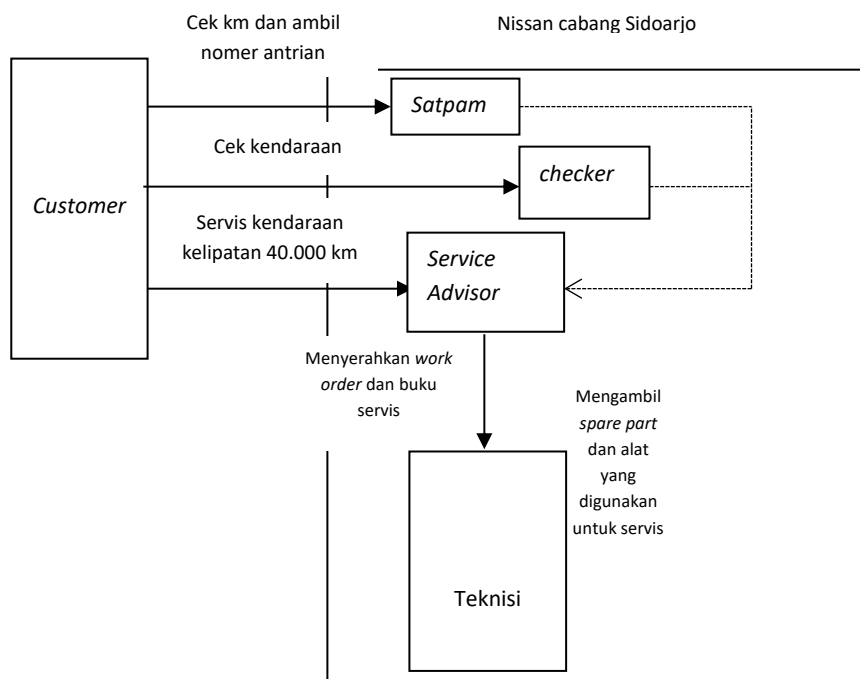 Cek km dan ambil
nomer antrian
Nissan cabang Sidoarjo
Satpam
Cek kendaraan
checker
Customer
Servis kendaraan
kelipatan 40.000 km
Service
Advisor
Menyerahkan work
order dan buku
servis
Mengambil
spare part
dan alat
yang
digunakan
untuk servis
Teknisi